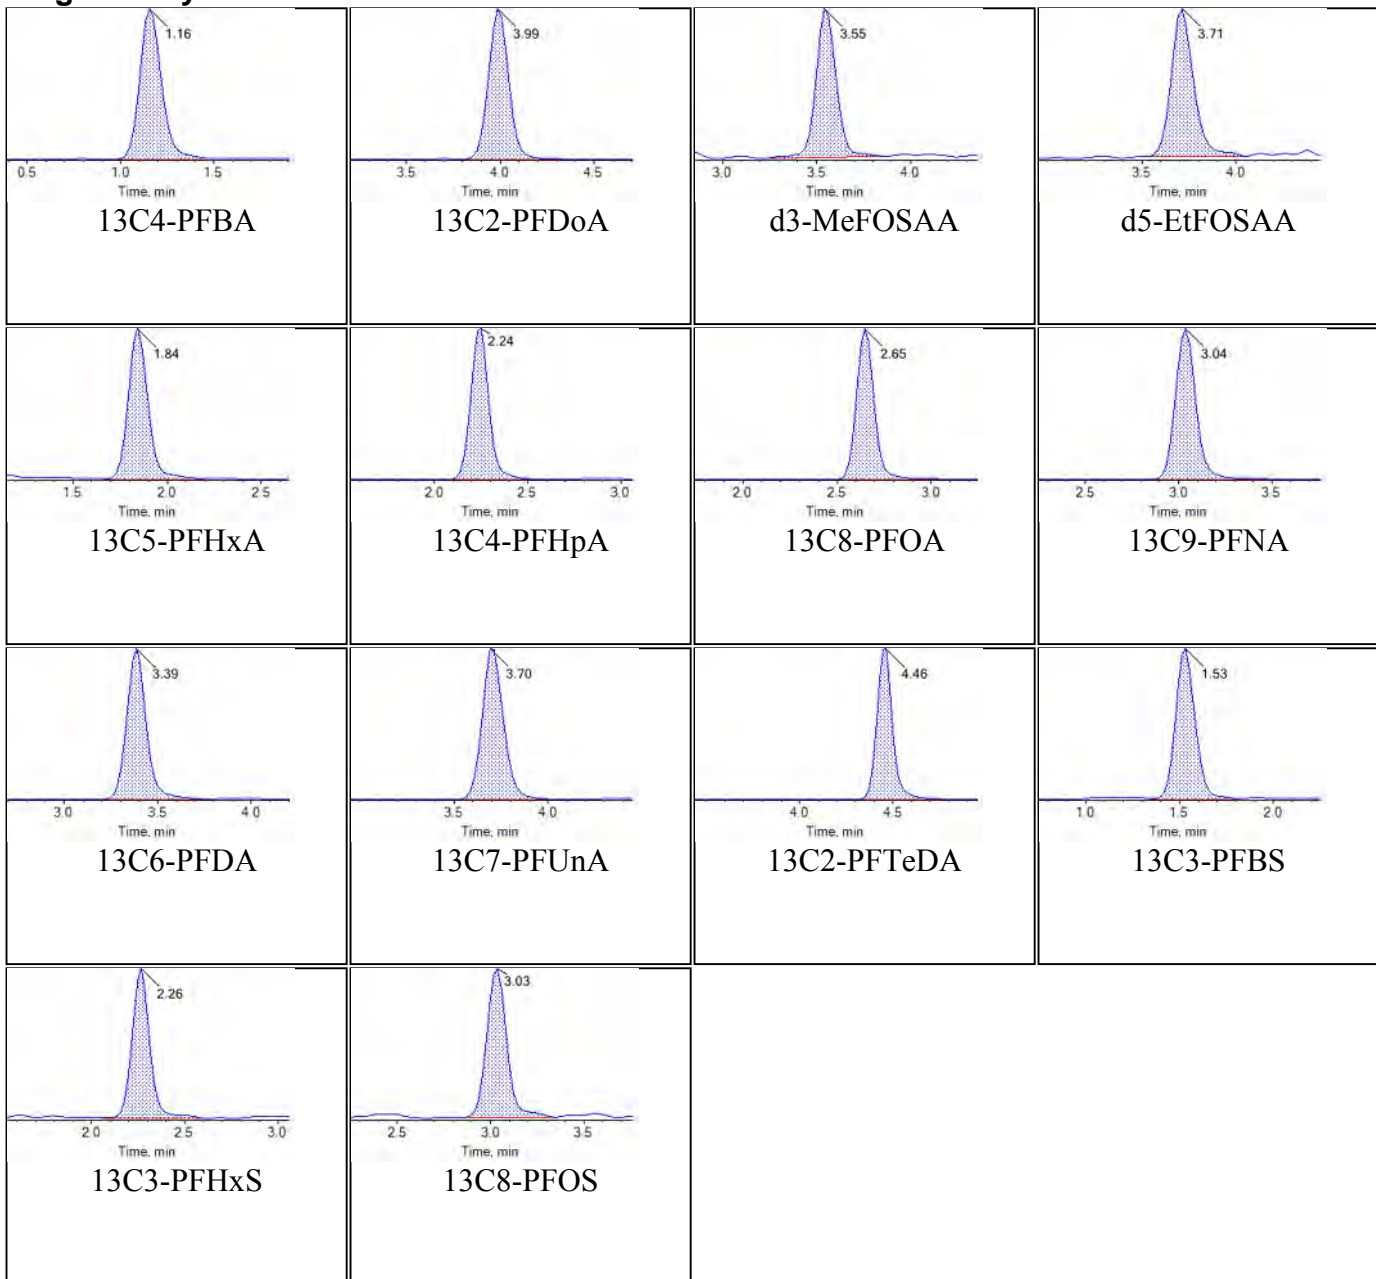 1.16
0.5 1.0 1.5
Time, min
13C4-PFBA
3.99
3.5 4.0 4.5
Time, min
13C2-PFDoA
3.55
3.0 3.5 4.0
Time, min
d3-MeFOSAA
3.71
3.5 4.0
Time, min
d5-EtFOSAA
1.84
1.5 2.0 2.5
Time, min
13C5-PFHxA
2.24
2.0 2.5 3.0
Time, min
13C4-PFHpA
2.65
2.0 2.5 3.0
Time, min
13C8-PFOA
3.04
2.5 3.0 3.5
Time, min
13C9-PFNA
3.39
3.0 3.5 4.0
Time, min
13C6-PFDA
3.70
3.5 4.0
Time, min
13C7-PFUnA
4.46
4.0 4.5
Time, min
13C2-PFTeDA
1.53
1.0 1.5 2.0
Time, min
13C3-PFBS
2.26
2.0 2.5 3.0
Time, min
13C3-PFHxS
3.03
2.5 3.0 3.5
Time, min
13C8-PFOS